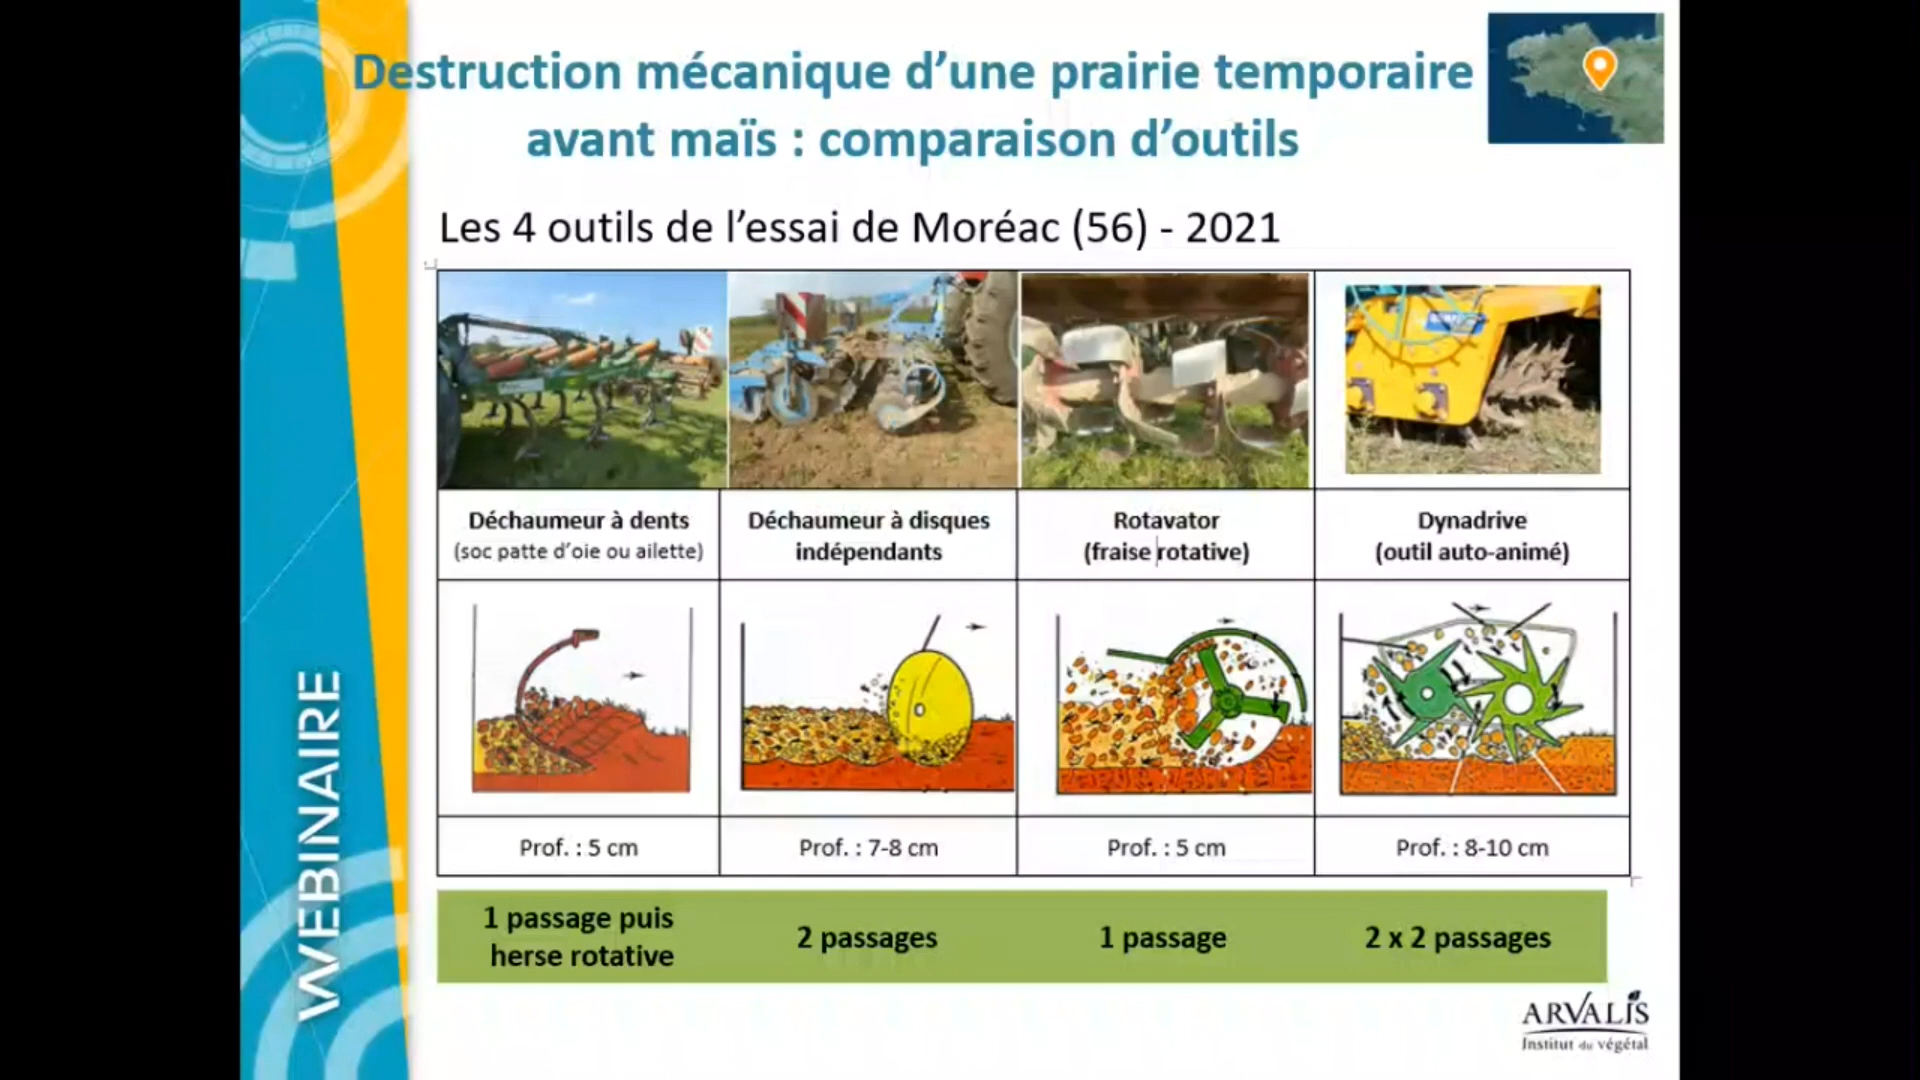 Destruction mécanique d'une prairie temporaire
avant maïs : comparaison d'outils
Les 4 outils de l'essai de Moréac (56) - 2021
Déchaumeur à dents
(soc patte d'oie ou ailette)
Déchaumeur à disques
indépendants
Rotavator
(fraise rotative)
Dynadrive
(outil auto-animé)
Prof. : 5 cm
Prof. : 7-8 cm
Prof. : 5 cm
Prof. : 8-10 cm
1 passage puis
herse rotative
2 passages
1 passage
2 x 2 passages
WEBINAIRE
ARVALIS
Institut du végétal